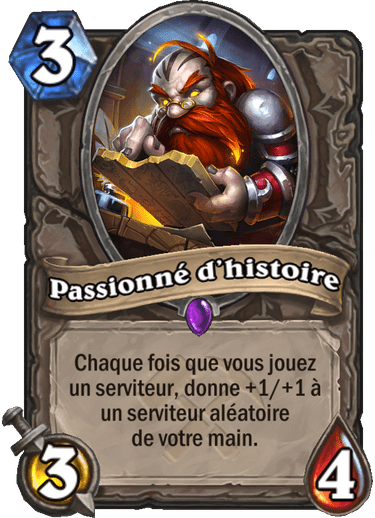 3
Passionné d'histoire
Chaque fois que vous jouez
un serviteur, donne +1/+1 à
un serviteur aléatoire
de votre main.
3
4